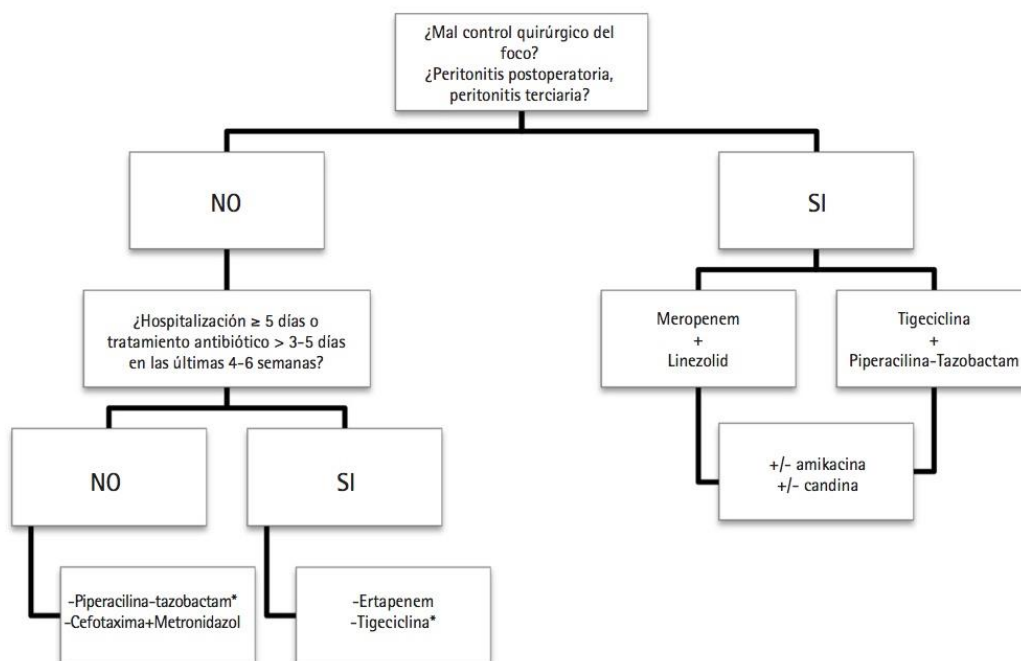 ¿Mal control quirúrgico del
foco?
¿Peritonitis postoperatoria,
peritonitis terciaria?
NO
SI
¿Hospitalización ≥ 5 días o
tratamiento antibiótico > 3-5 días
en las últimas 4-6 semanas?
Meropenem
+
Linezolid
Tigeciclina
+
Piperacilina-Tazobactam
NO
SI
+/- amikacina
+/- candina
-Piperacilina-tazobactam*
-Cefotaxima+Metronidazol
-Ertapenem
-Tigeciclina*